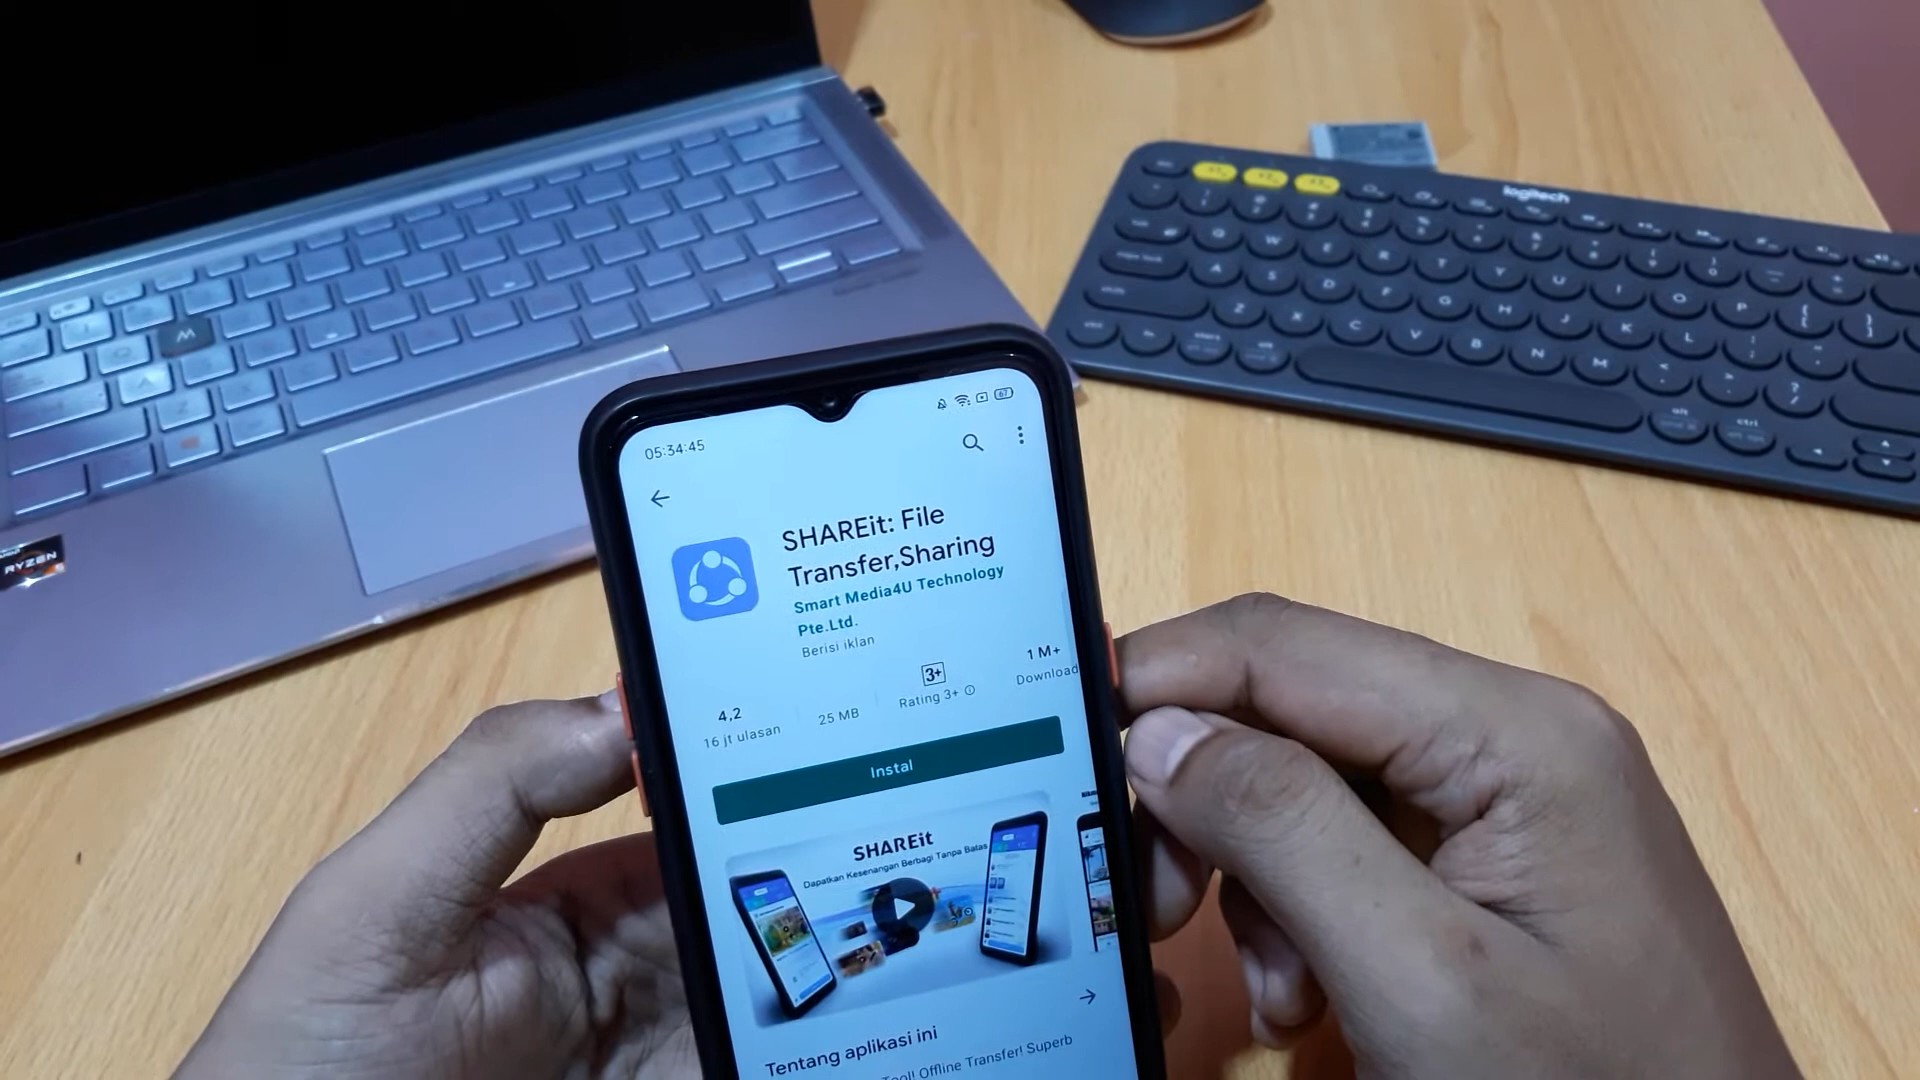 logitech
Q W E R T Y U I O P
A S D F G H J K L
Z X C V B N M
W
RYZEN
05:34:45
67
SHAREit: File
Transfer,Sharing
Smart Media4U Technology
Pte.Ltd.
Berisi iklan
4,2
16 jt ulasan
25 MB
3+
Rating 3+
1 M+
Download
Instal
SHAREit
Dapatkan Kesenangan Berbagi Tanpa Batas
Tentang aplikasi ini
Tool! Offline Transfer! Superb